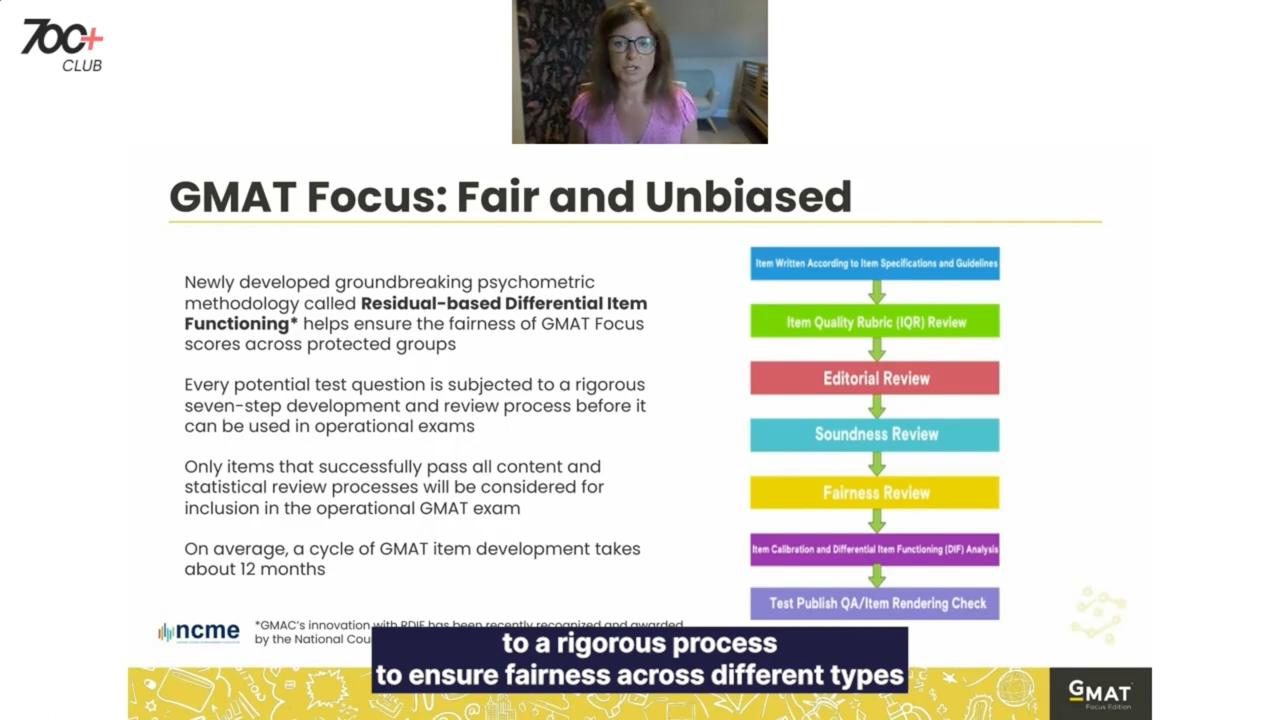 700+
CLUB
GMAT Focus: Fair and Unbiased
Newly developed groundbreaking psychometric
methodology called Residual-based Differential Item
Functioning* helps ensure the fairness of GMAT Focus
scores across protected groups
Every potential test question is subjected to a rigorous
seven-step development and review process before it
can be used in operational exams
Only items that successfully pass all content and
statistical review processes will be considered for
inclusion in the operational GMAT exam
On average, a cycle of GMAT item development takes
about 12 months
Item Written According to Item Specifications and Guidelines
Item Quality Rubric (IQR) Review
Editorial Review
Soundness Review
Fairness Review
Item Calibration and Differential Item Functioning (DIF) Analysis
Test Publish QA/Item Rendering Check
ncme
*GMAC's innovation with RDIF has been recently recognized and awarded
by the National
to a rigorous process
to ensure fairness across different types
GMAT
Focus Edition